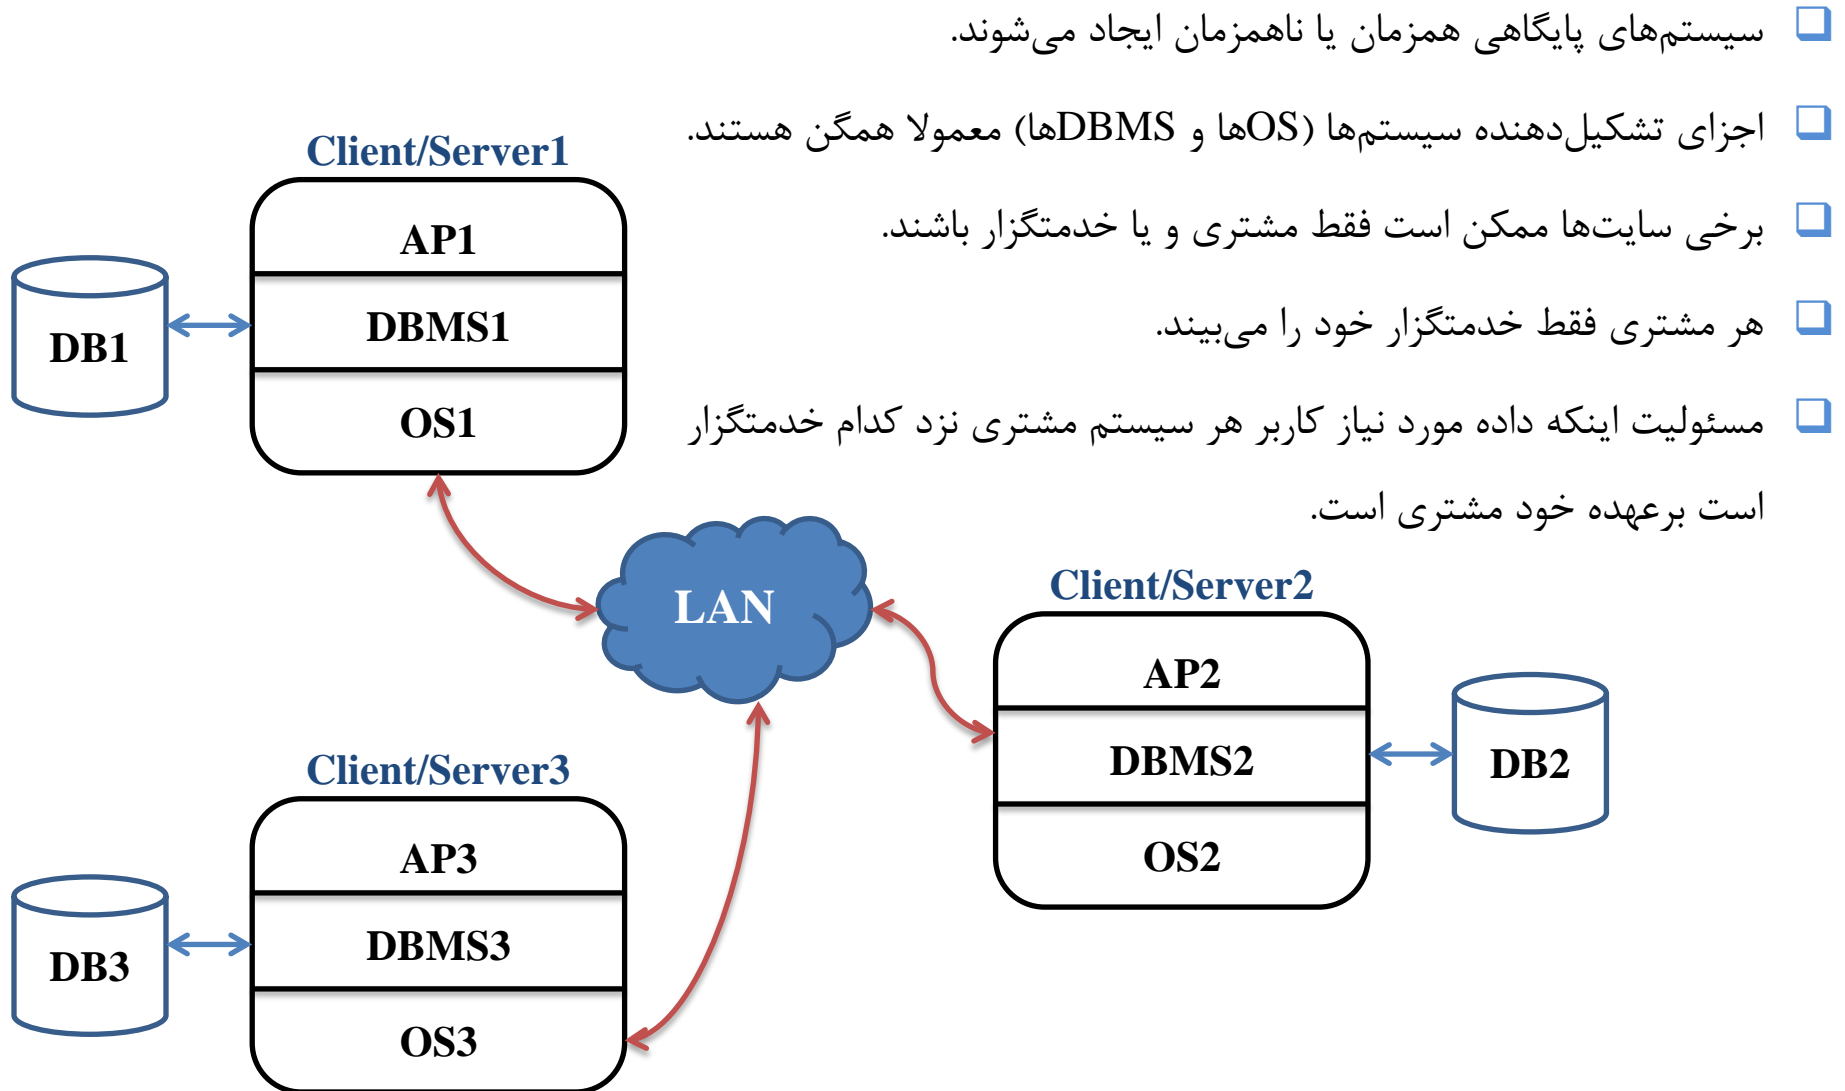 سیستم‌های پایگاهی همزمان یا ناهمزمان ایجاد می‌شوند.
اجزای تشکیل‌دهنده سیستم‌ها (OSها و DBMSها) معمولا همگن هستند.
برخی سایت‌ها ممکن است فقط مشتری و یا خدمتگزار باشند.
هر مشتری فقط خدمتگزار خود را می‌بیند.
مسئولیت اینکه داده مورد نیاز کاربر هر سیستم مشتری نزد کدام خدمتگزار
است برعهده خود مشتری است.
Client/Server1
AP1
DBMS1
OS1
DB1
LAN
Client/Server2
AP2
DBMS2
OS2
DB2
Client/Server3
AP3
DBMS3
OS3
DB3